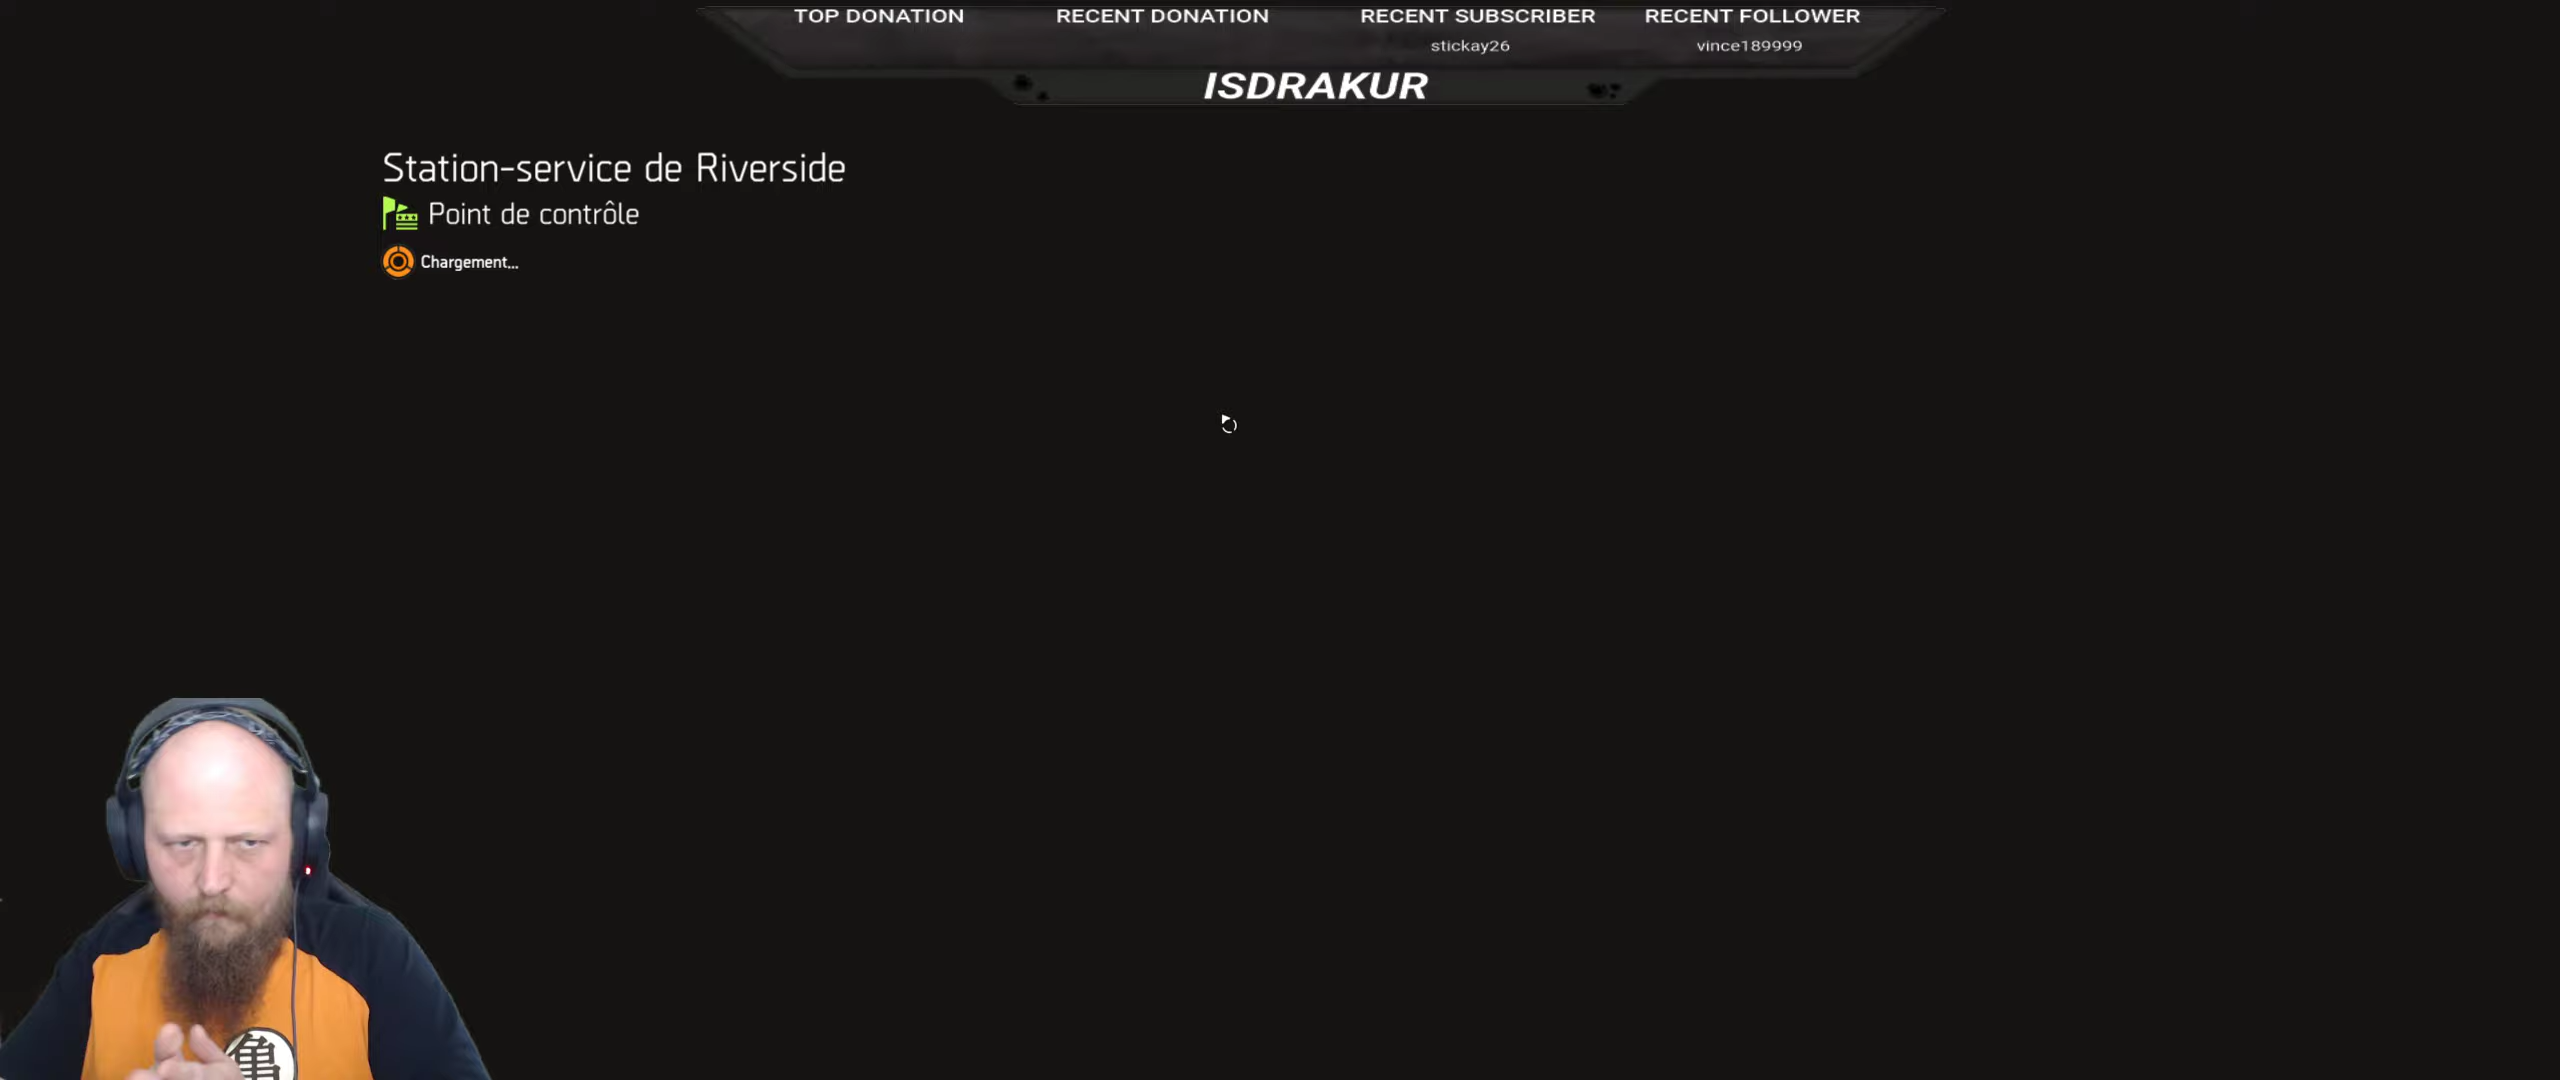 TOP DONATION RECENT DONATION RECENT SUBSCRIBER RECENT FOLLOWER
stickay26 vince189999
ISDRAKUR
Station-service de Riverside
Point de contrôle
Chargement...
亀